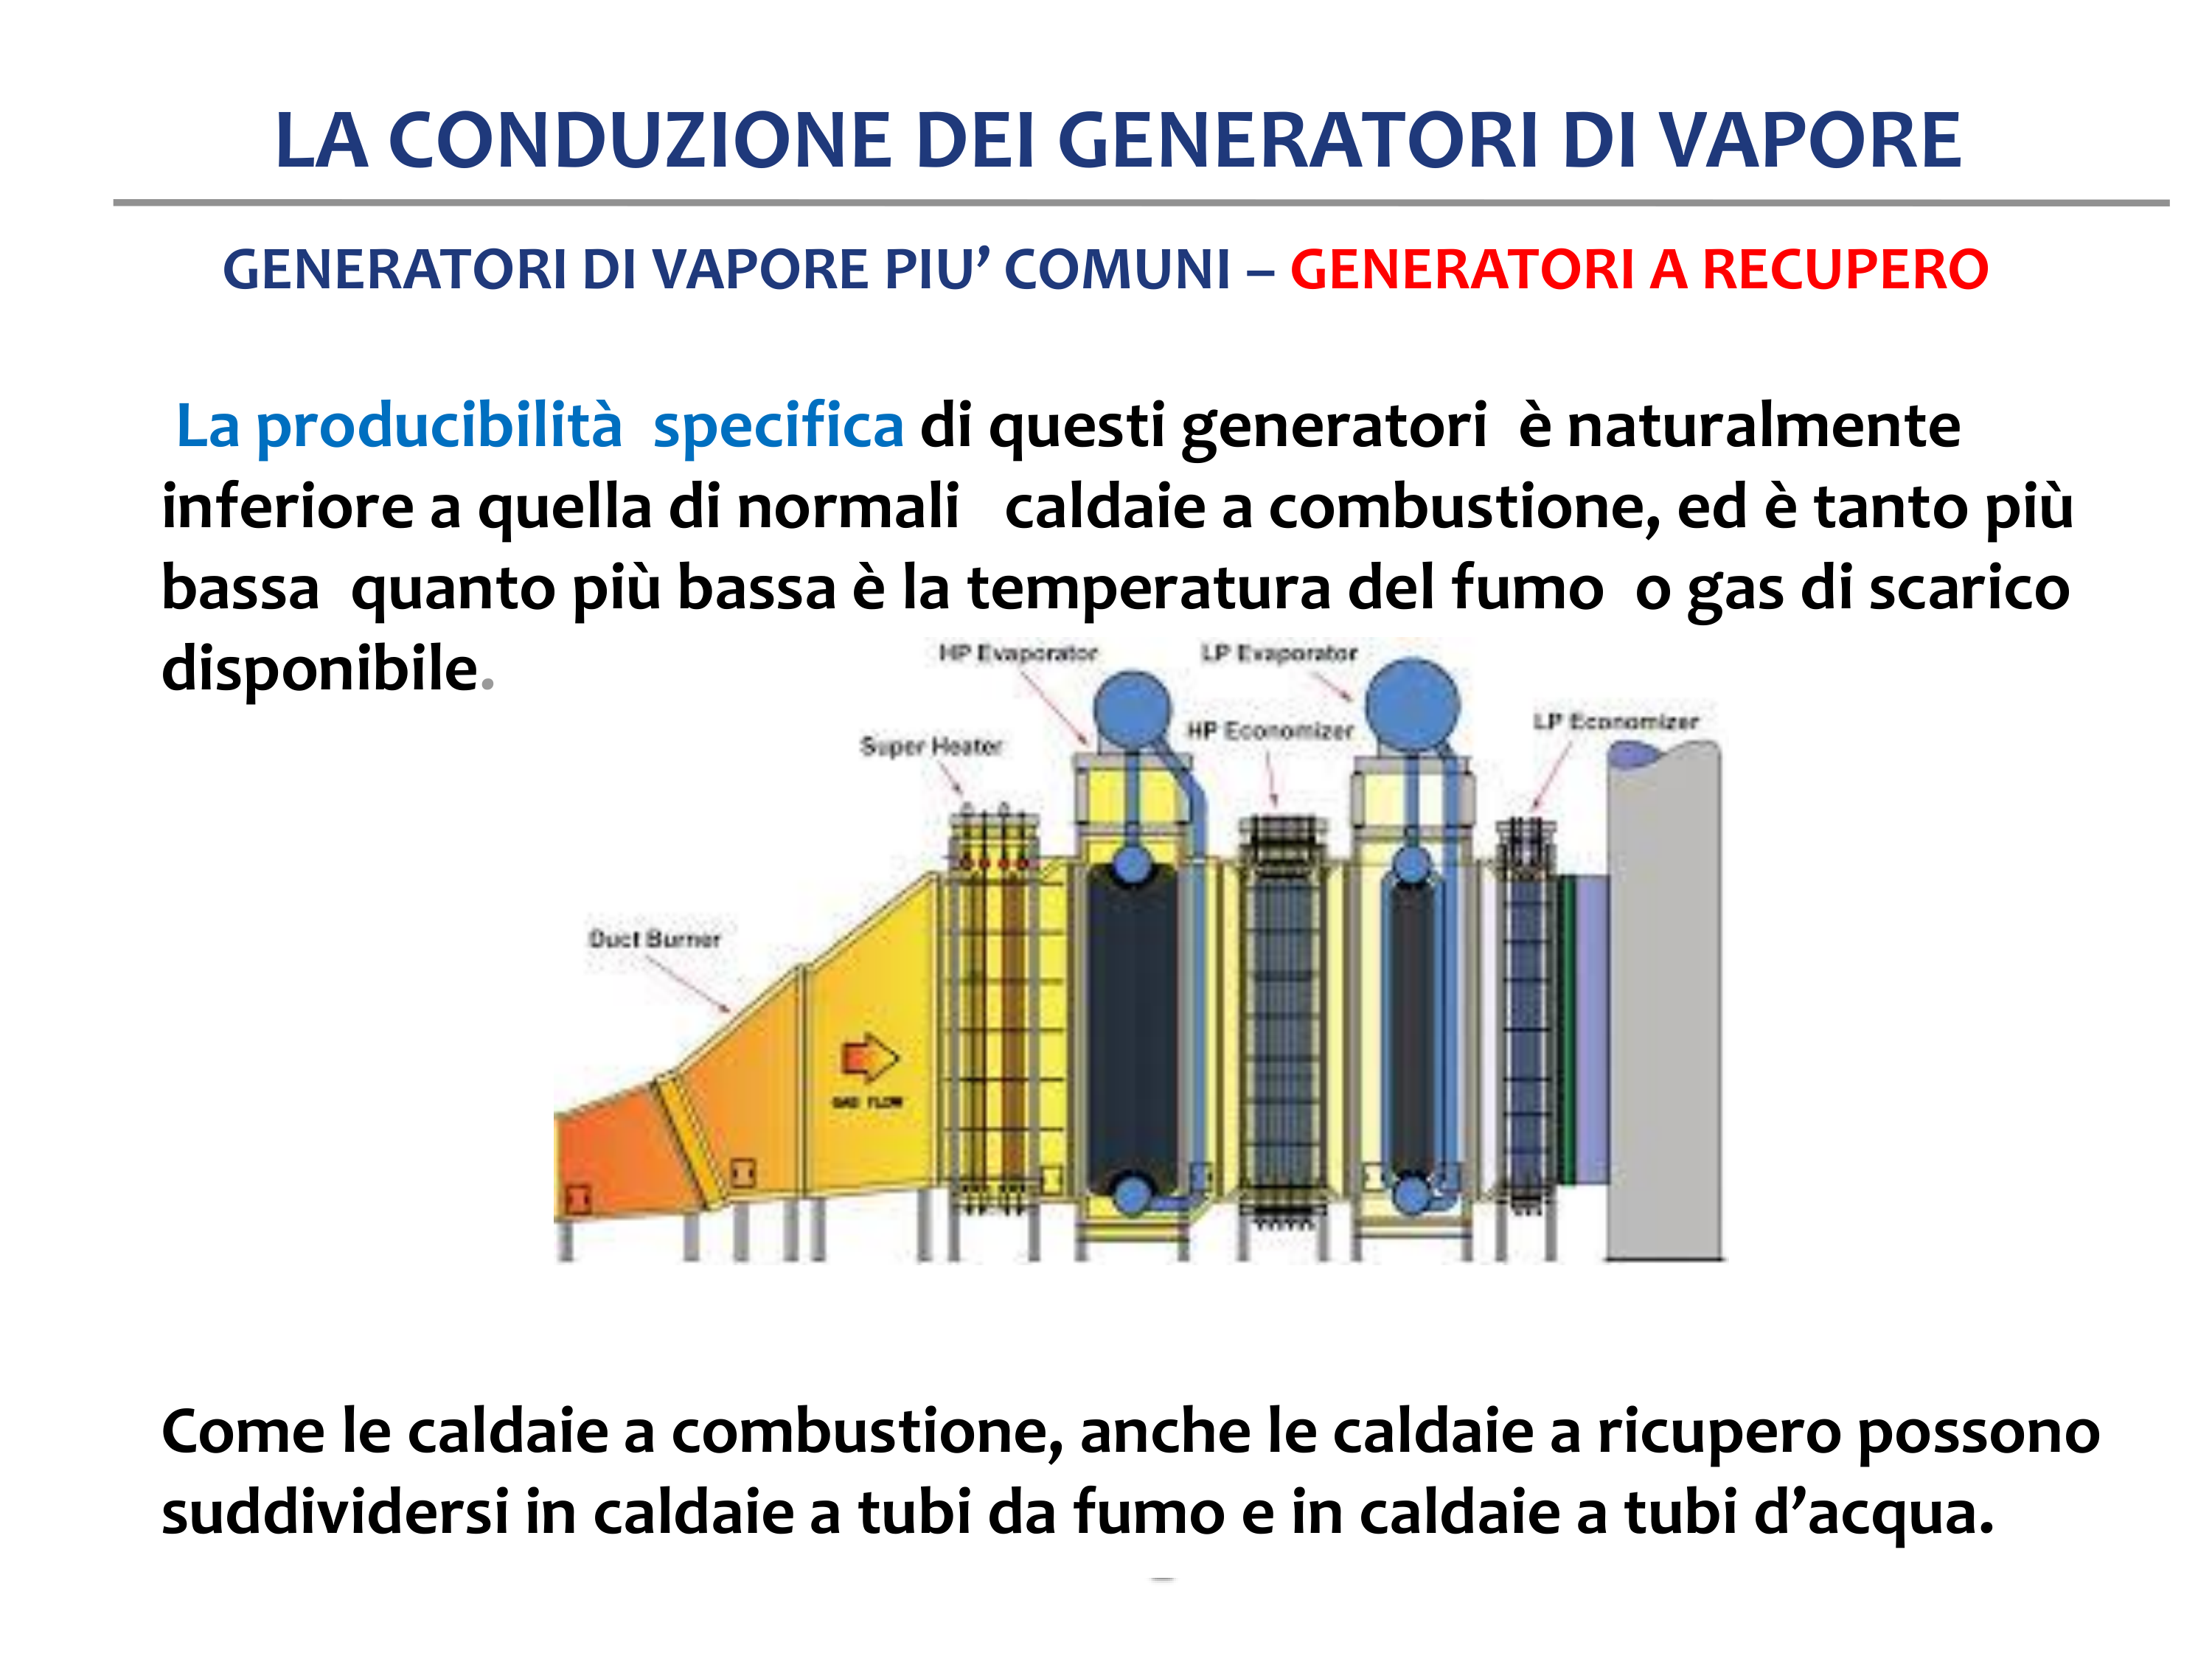 LA CONDUZIONE DEI GENERATORI DI VAPORE
GENERATORI DI VAPORE PIU’ COMUNI – GENERATORI A RECUPERO
La producibilità specifica di questi generatori è naturalmente
inferiore a quella di normali caldaie a combustione, ed è tanto più
bassa quanto più bassa è la temperatura del fumo o gas di scarico
disponibile.
HP Evaporator
LP Evaporator
LP Economizer
HP Economizer
Super Heater
Duct Burner
GAS FLOW
Come le caldaie a combustione, anche le caldaie a ricupero possono
suddividersi in caldaie a tubi da fumo e in caldaie a tubi d’acqua.